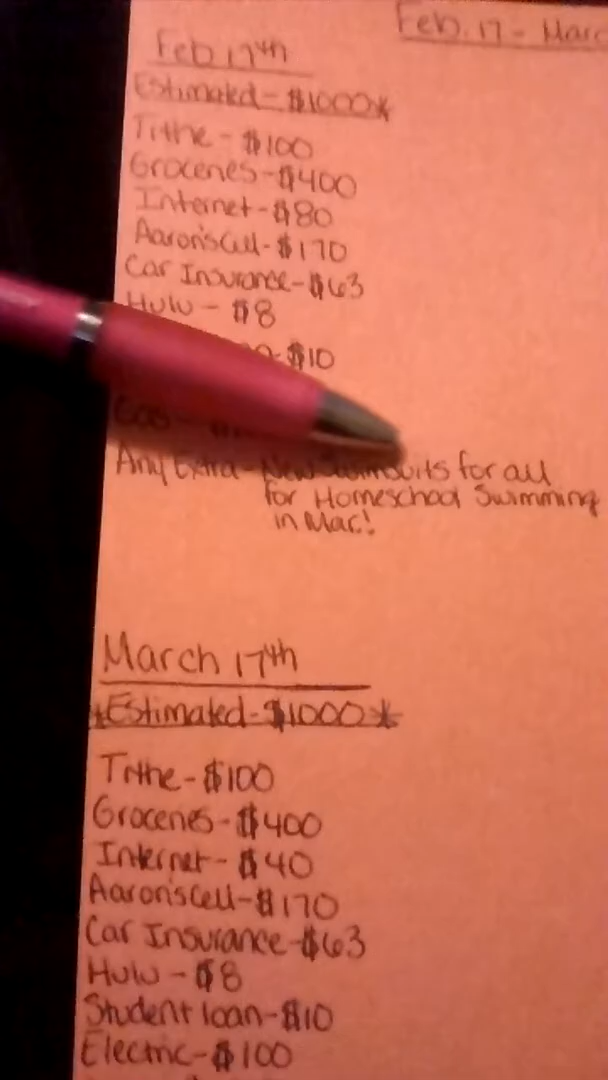 Feb. 17 - Marc
Feb 17th
Estimated - $1000*
Tithe - $100
Groceries - $400
Internet - $80
Aaron's Cell - $170
Car Insurance - $63
Hulu - $8
- $10
Gas -
Any Extra - New Swimsuits for all
for Homeschool Swimming
in Mac!
March 17th
*Estimated - $1000*
Tithe - $100
Groceries - $400
Internet - $40
Aaron's Cell - $170
Car Insurance - $63
Hulu - $8
Student loan - $10
Electric - $100